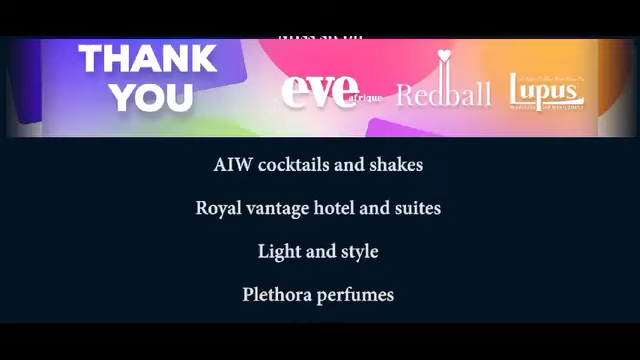 THANK
YOU
eve
afrique
Redball
Lupus
AIW cocktails and shakes
Royal vantage hotel and suites
Light and style
Plethora perfumes